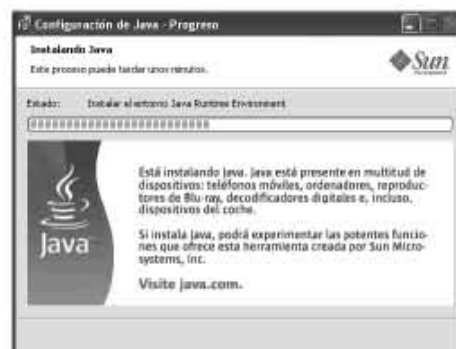 Configuración de Java - Progreso
Instalando Java
Este proceso puede tardar unos minutos.
Sun
Estado: Instalar el entorno Java Runtime Environment
Está instalando Java. Java está presente en multitud de
dispositivos: teléfonos móviles, ordenadores, reproduc-
tores de Blu-ray, decodificadores digitales e, incluso,
dispositivos del coche.
Si instala Java, podrá experimentar las potentes funcio-
nes que ofrece esta herramienta creada por Sun Micro-
systems, Inc.
Visite java.com.
Java